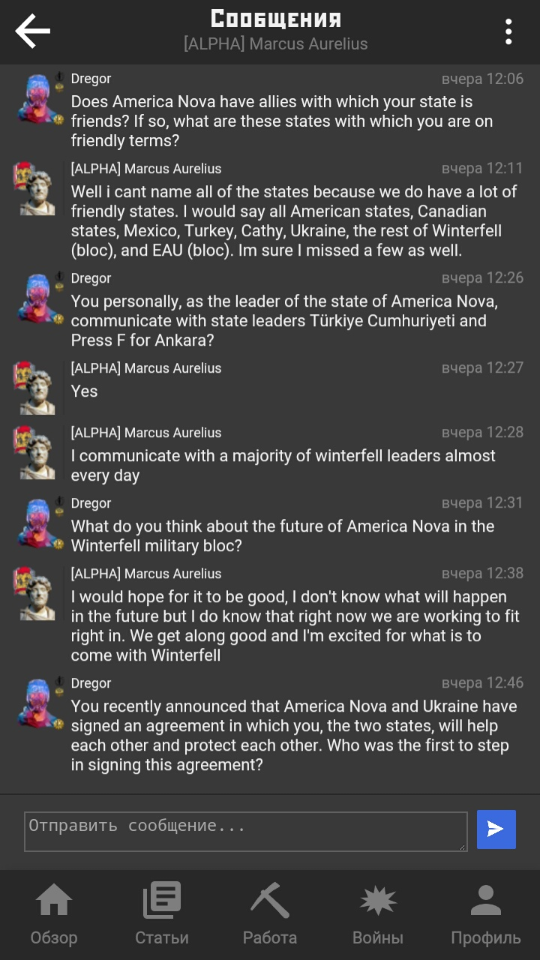 Сообщения
[ALPHA] Marcus Aurelius
Dregor вчера 12:06
Does America Nova have allies with which your state is
friends? If so, what are these states with which you are on
friendly terms?
[ALPHA] Marcus Aurelius вчера 12:11
Well i cant name all of the states because we do have a lot of
friendly states. I would say all American states, Canadian
states, Mexico, Turkey, Cathy, Ukraine, the rest of Winterfell
(bloc), and EAU (bloc). Im sure I missed a few as well.
Dregor вчера 12:26
You personally, as the leader of the state of America Nova,
communicate with state leaders Türkiye Cumhuriyeti and
Press F for Ankara?
[ALPHA] Marcus Aurelius вчера 12:27
Yes
[ALPHA] Marcus Aurelius вчера 12:28
I communicate with a majority of winterfell leaders almost
every day
Dregor вчера 12:31
What do you think about the future of America Nova in the
Winterfell military bloc?
[ALPHA] Marcus Aurelius вчера 12:38
I would hope for it to be good, I don't know what will happen
in the future but I do know that right now we are working to fit
right in. We get along good and I'm excited for what is to
come with Winterfell
Dregor вчера 12:46
You recently announced that America Nova and Ukraine have
signed an agreement in which you, the two states, will help
each other and protect each other. Who was the first to step
in signing this agreement?
Отправить сообщение...
Обзор Статьи Работа Войны Профиль